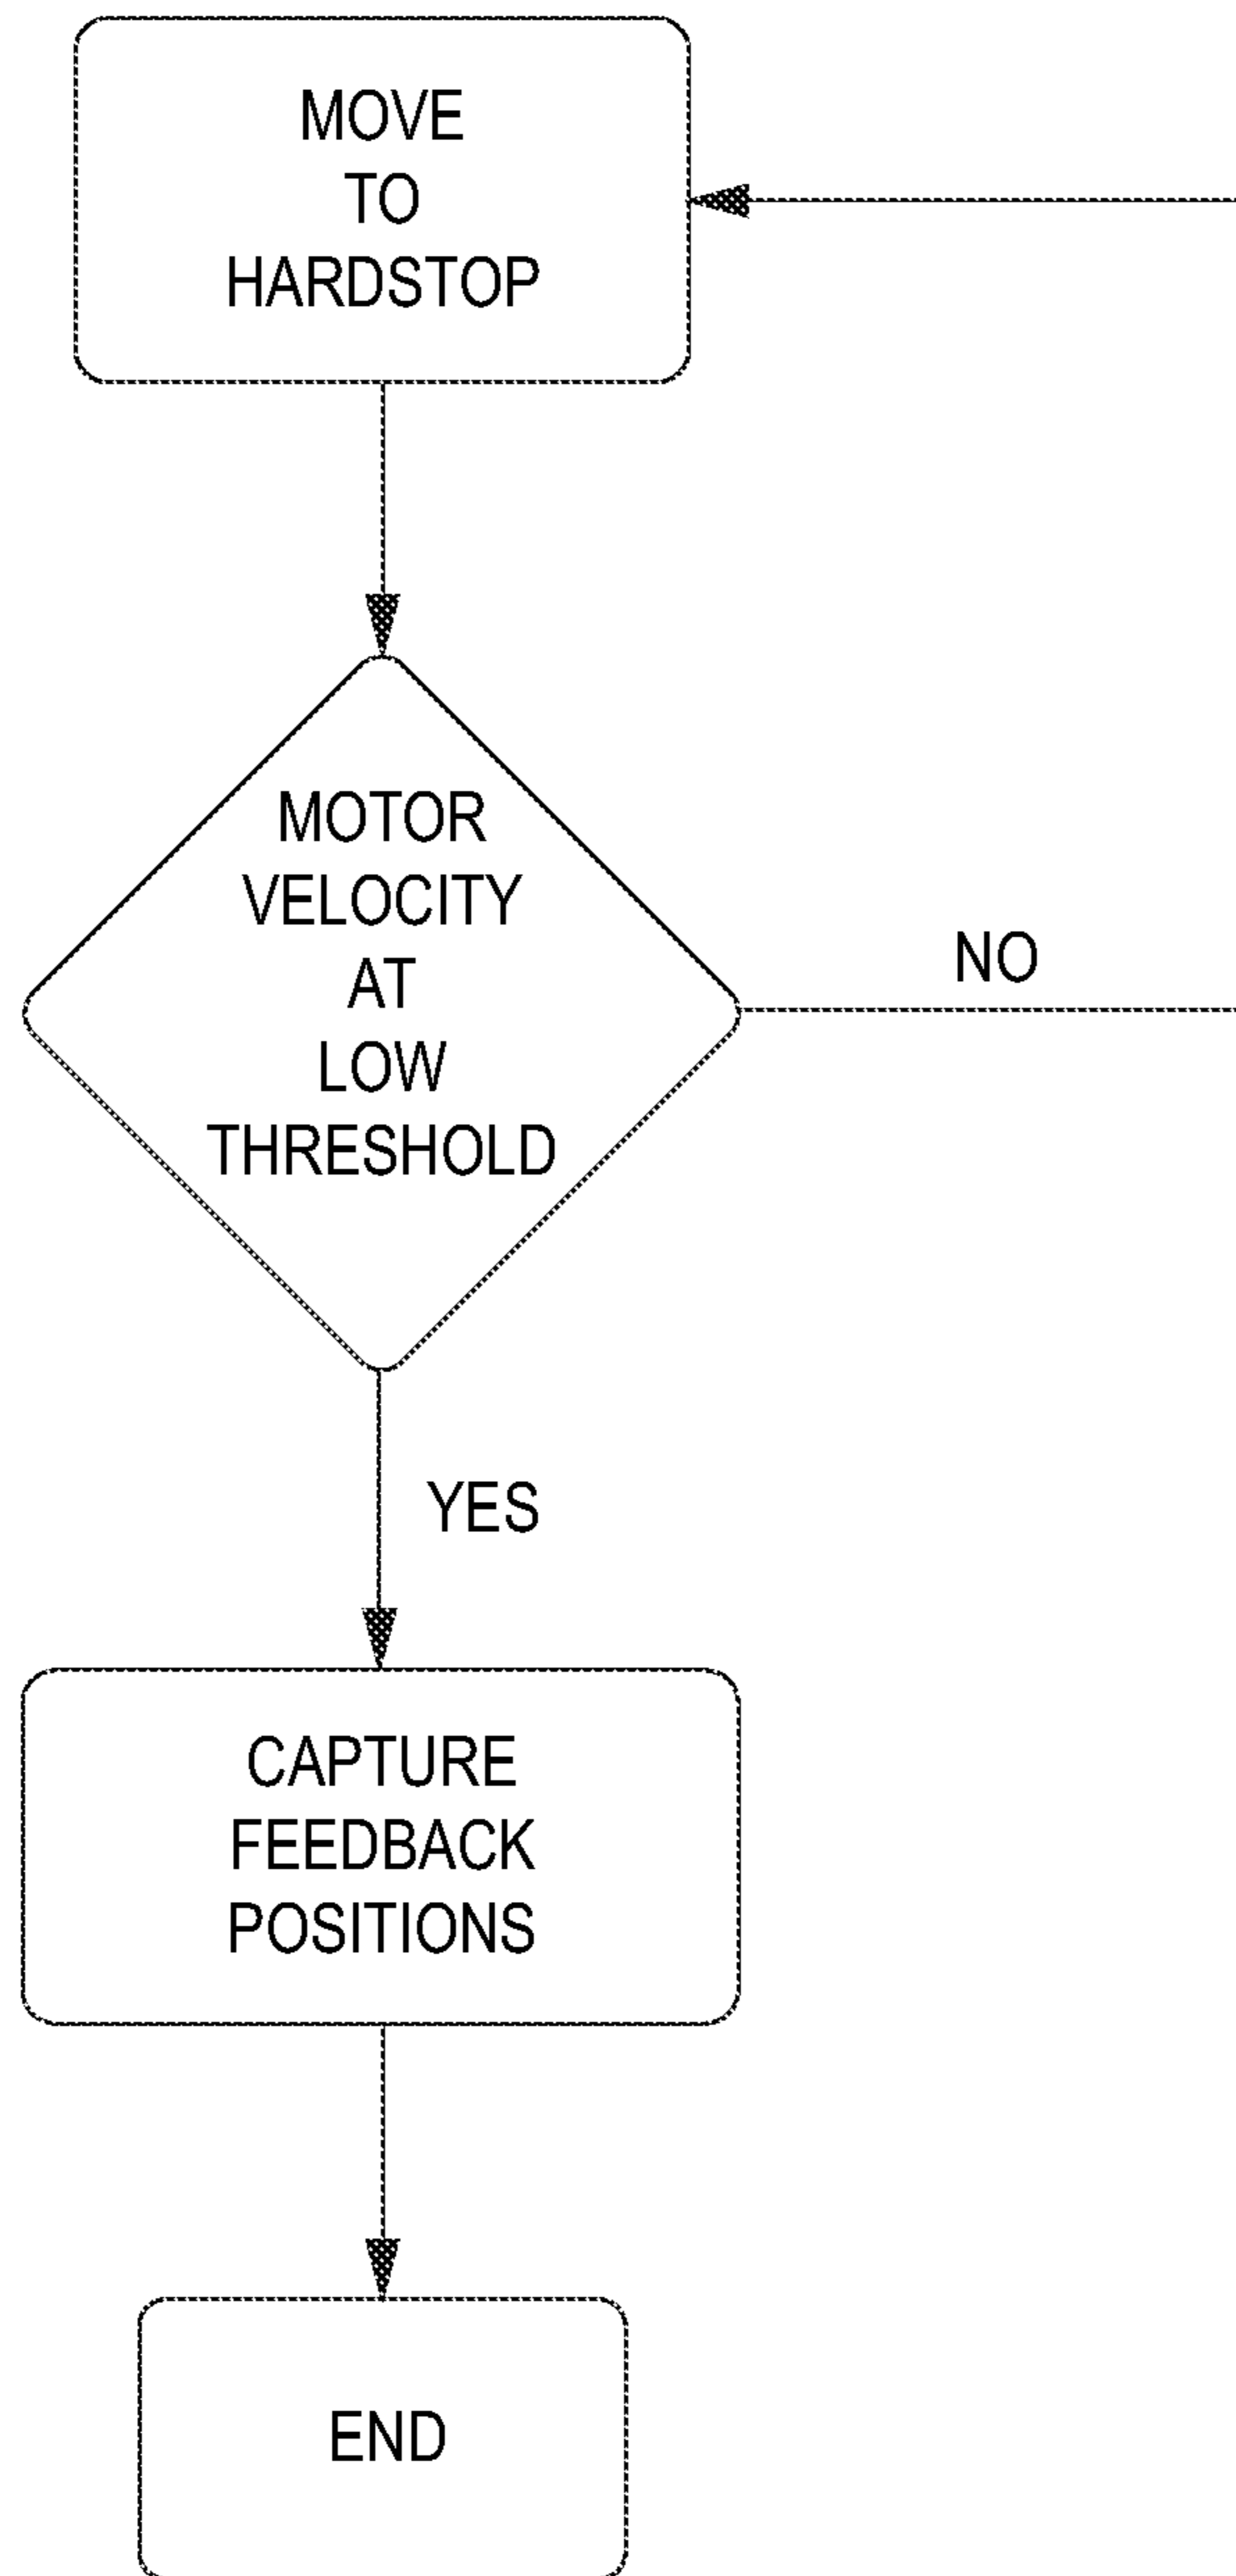 MOVE
TO
HARDSTOP
MOTOR
VELOCITY
AT
LOW
THRESHOLD
NO
YES
CAPTURE
FEEDBACK
POSITIONS
END